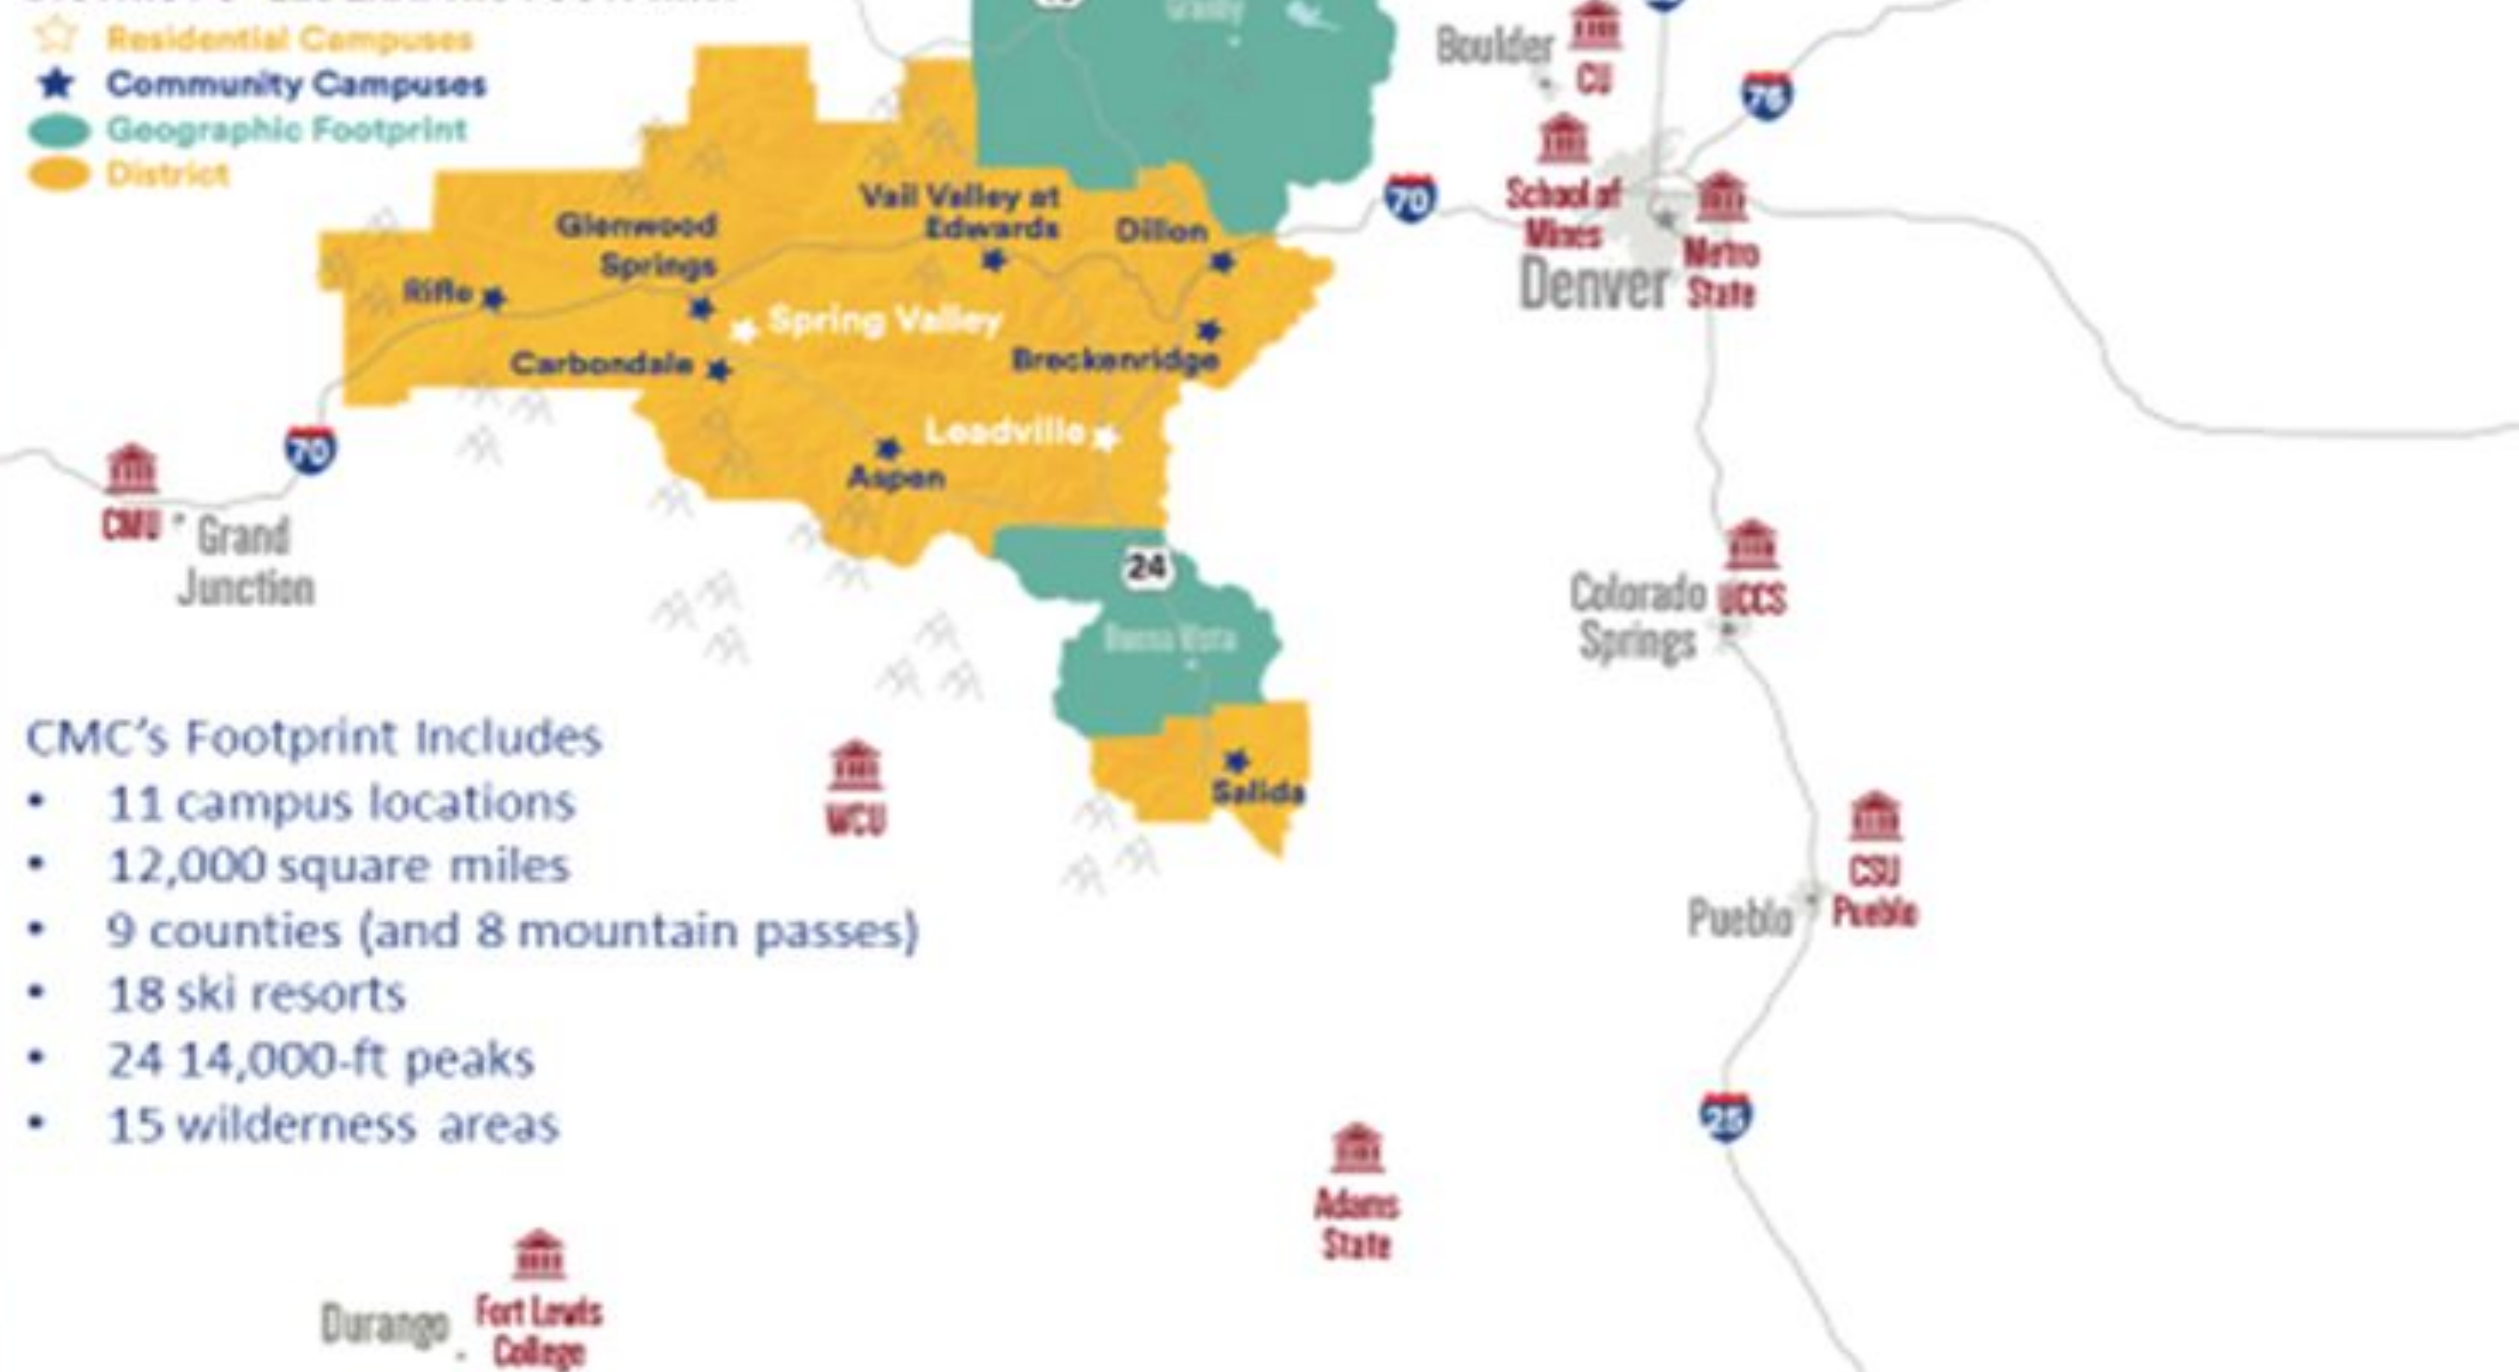 Residential Campuses
Community Campuses
Geographic Footprint
District
Granby
Boulder
CU
76
70
School of
Mines
Metro
State
Denver
Vail Valley at
Edwards
Dillon
Glenwood
Springs
Rifle
Spring Valley
Breckenridge
Carbondale
Leadville
Aspen
70
CMU
Grand
Junction
24
Buena Vista
Salida
UCCS
Colorado
Springs
WCU
CSU
Pueblo
Pueblo
25
CMC's Footprint Includes
• 11 campus locations
• 12,000 square miles
• 9 counties (and 8 mountain passes)
• 18 ski resorts
• 24 14,000-ft peaks
• 15 wilderness areas
Adams
State
Durango
Fort Lewis
College